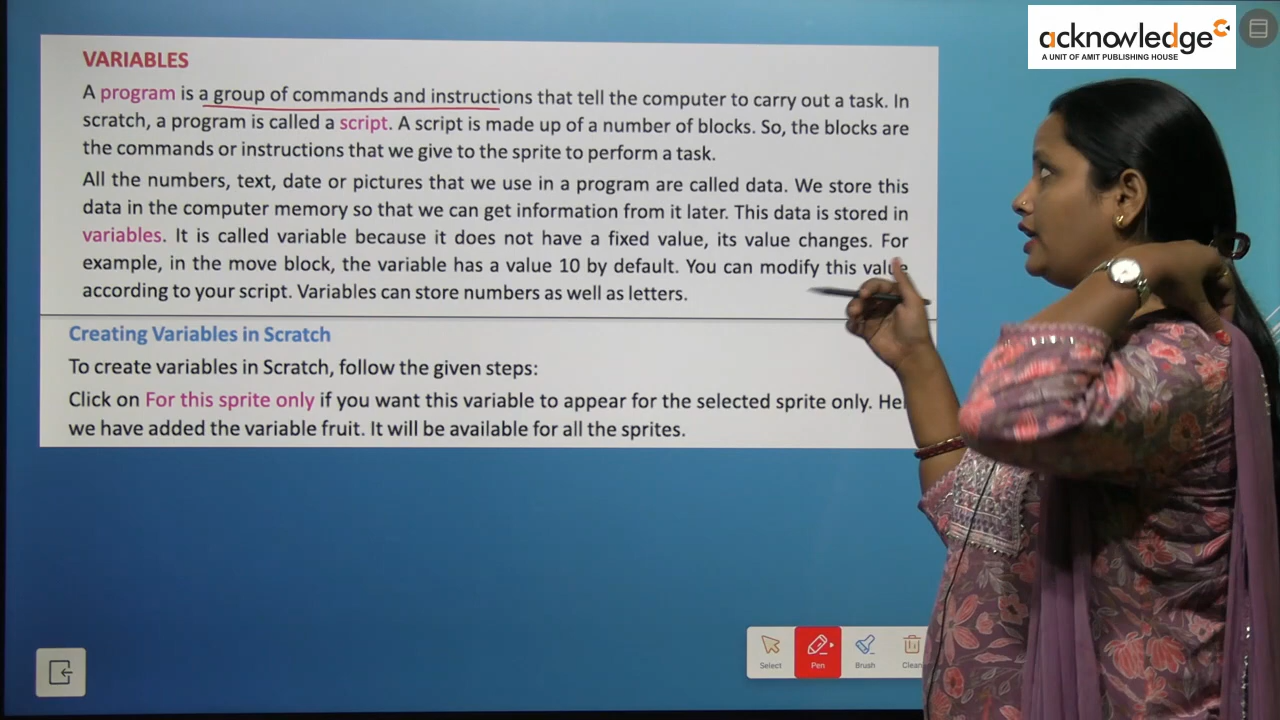 acknowledge
A UNIT OF AMIT PUBLISHING HOUSE
VARIABLES
A program is a group of commands and instructions that tell the computer to carry out a task. In
scratch, a program is called a script. A script is made up of a number of blocks. So, the blocks are
the commands or instructions that we give to the sprite to perform a task.
All the numbers, text, date or pictures that we use in a program are called data. We store this
data in the computer memory so that we can get information from it later. This data is stored in
variables. It is called variable because it does not have a fixed value, its value changes. For
example, in the move block, the variable has a value 10 by default. You can modify this value
according to your script. Variables can store numbers as well as letters.
Creating Variables in Scratch
To create variables in Scratch, follow the given steps:
Click on For this sprite only if you want this variable to appear for the selected sprite only. He
we have added the variable fruit. It will be available for all the sprites.
Select Pen Brush Clean